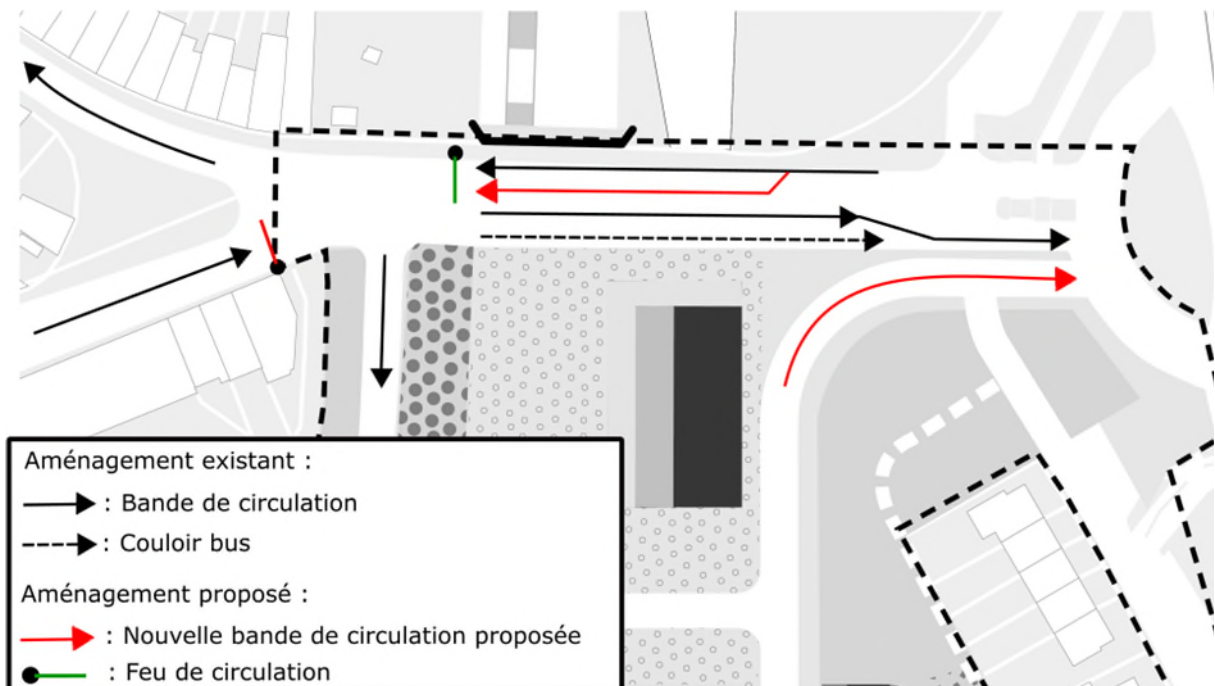 Aménagement existant :
: Bande de circulation
: Couloir bus
Aménagement proposé :
: Nouvelle bande de circulation proposée
: Feu de circulation